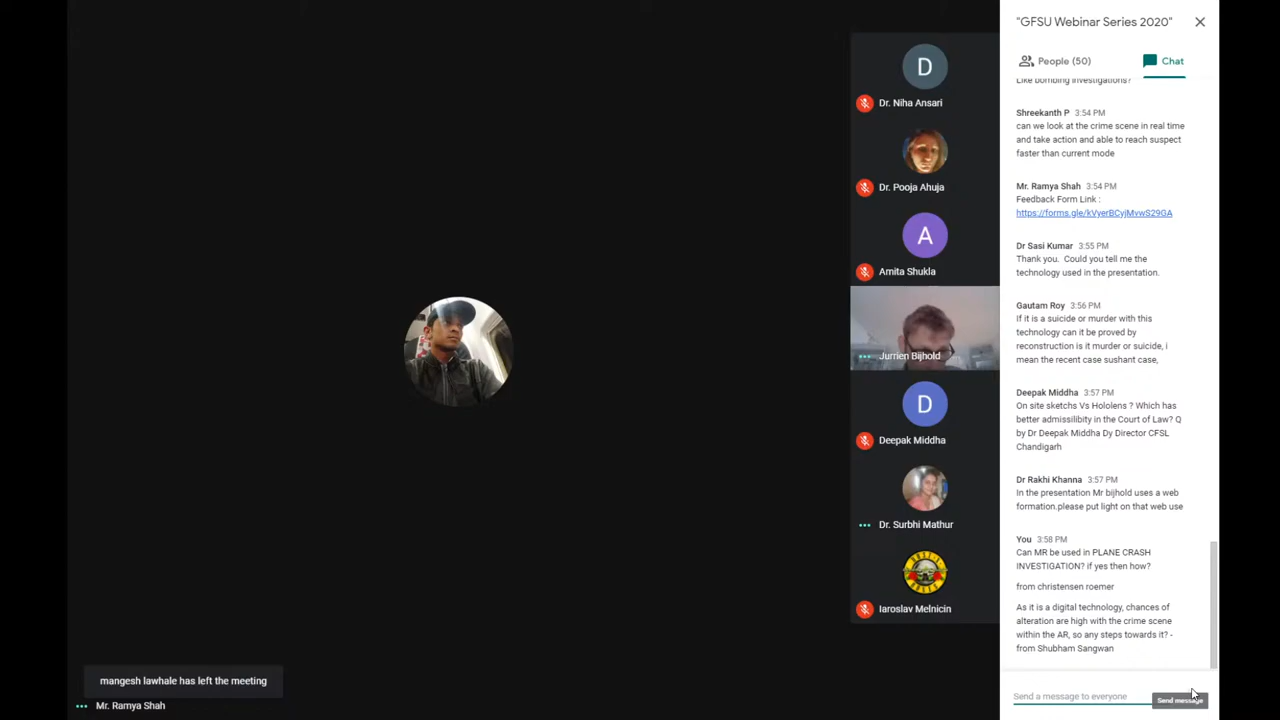 "GFSU Webinar Series 2020"
People (50)
Chat
Like bombing investigations?
Shreekanth P 3:54 PM
can we look at the crime scene in real time
and take action and able to reach suspect
faster than current mode
Mr. Ramya Shah 3:54 PM
Feedback Form Link :
https://forms.gle/kVyerBCyjMvwS29GA
Dr Sasi Kumar 3:55 PM
Thank you. Could you tell me the
technology used in the presentation.
Gautam Roy 3:56 PM
If it is a suicide or murder with this
technology can it be proved by
reconstruction is it murder or suicide, i
mean the recent case sushant case,
Deepak Middha 3:57 PM
On site sketchs Vs Hololens ? Which has
better admissilibity in the Court of Law? Q
by Dr Deepak Middha Dy Director CFSL
Chandigarh
Dr Rakhi Khanna 3:57 PM
In the presentation Mr bijhold uses a web
formation.please put light on that web use
You 3:58 PM
Can MR be used in PLANE CRASH
INVESTIGATION? if yes then how?
from christensen roemer
As it is a digital technology, chances of
alteration are high with the crime scene
within the AR, so any steps towards it? -
from Shubham Sangwan
Send a message to everyone
Send message
D
Dr. Niha Ansari
Dr. Pooja Ahuja
A
Amita Shukla
Jurrien Bijhold
D
Deepak Middha
Dr. Surbhi Mathur
Iaroslav Melnicin
mangesh lawhale has left the meeting
Mr. Ramya Shah